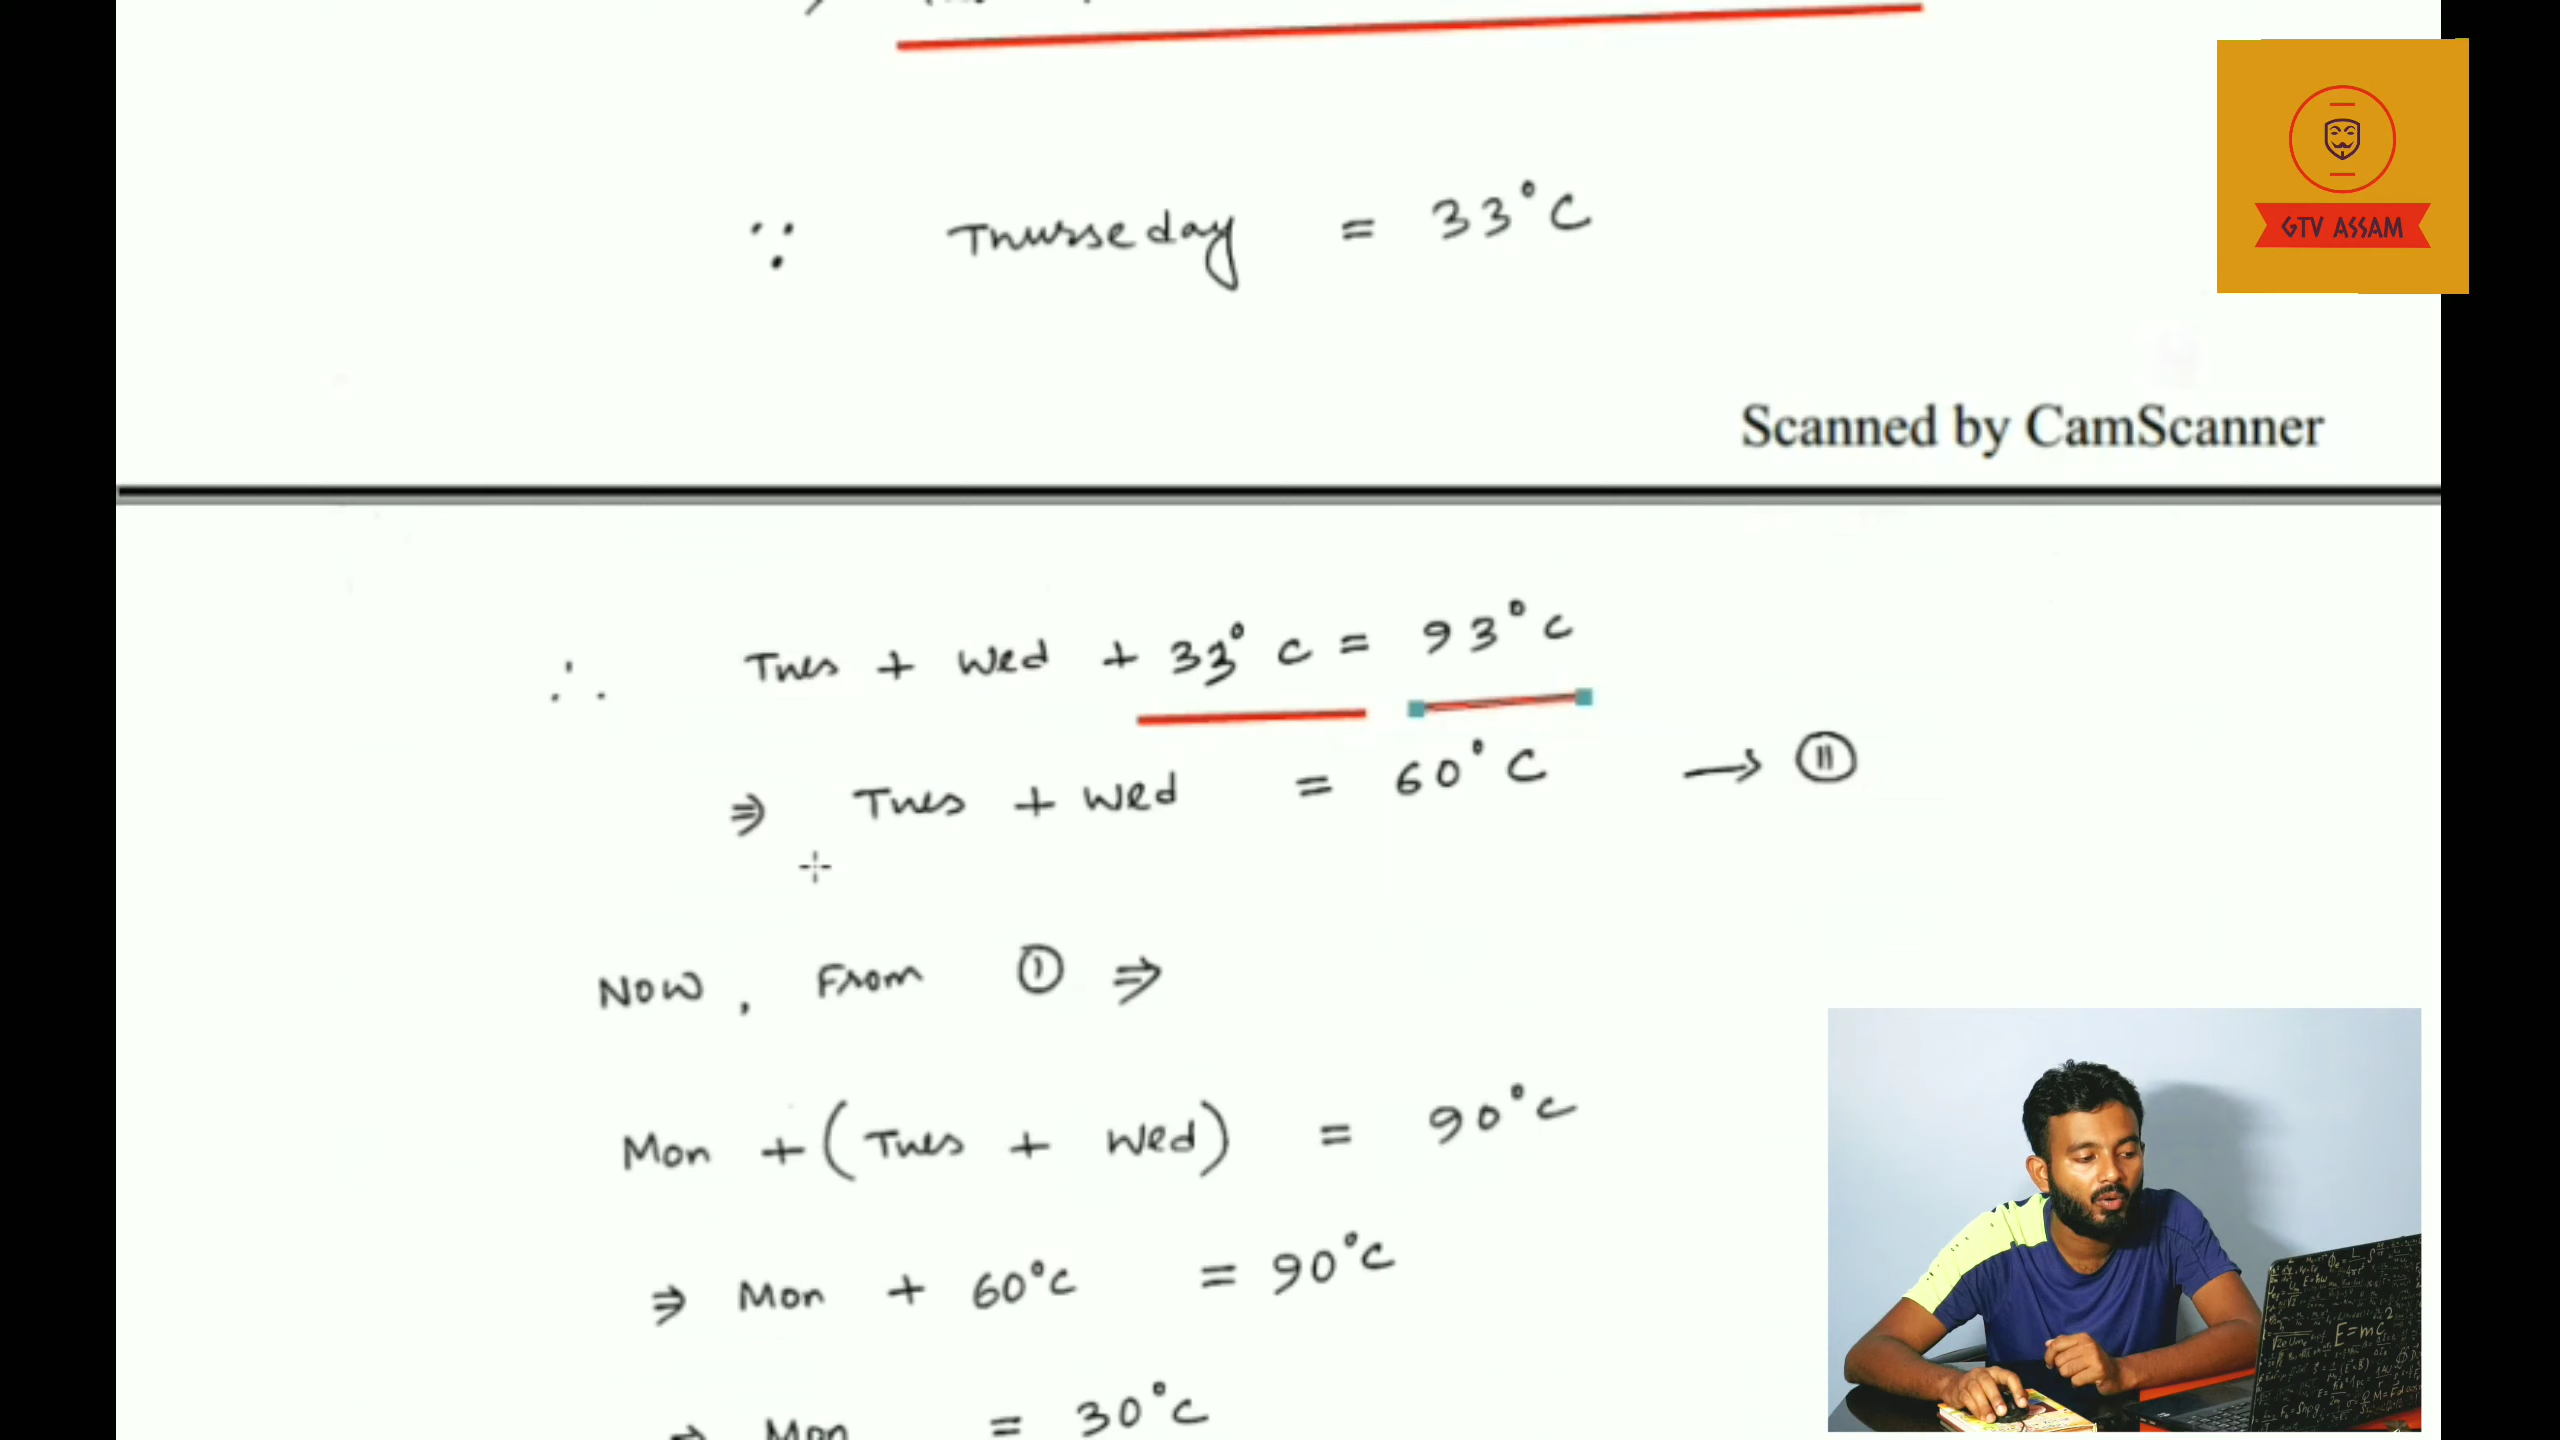 ∵ Thurseday = 33°C
GTV ASSAM
Scanned by CamScanner
∴ Tues + Wed + 33°C = 93°C
⇒ Tues + Wed = 60°C → (II)
Now, From (I) ⇒
Mon + (Tues + Wed) = 90°C
⇒ Mon + 60°C = 90°C
⇒ Mon = 30°C
E=mc²